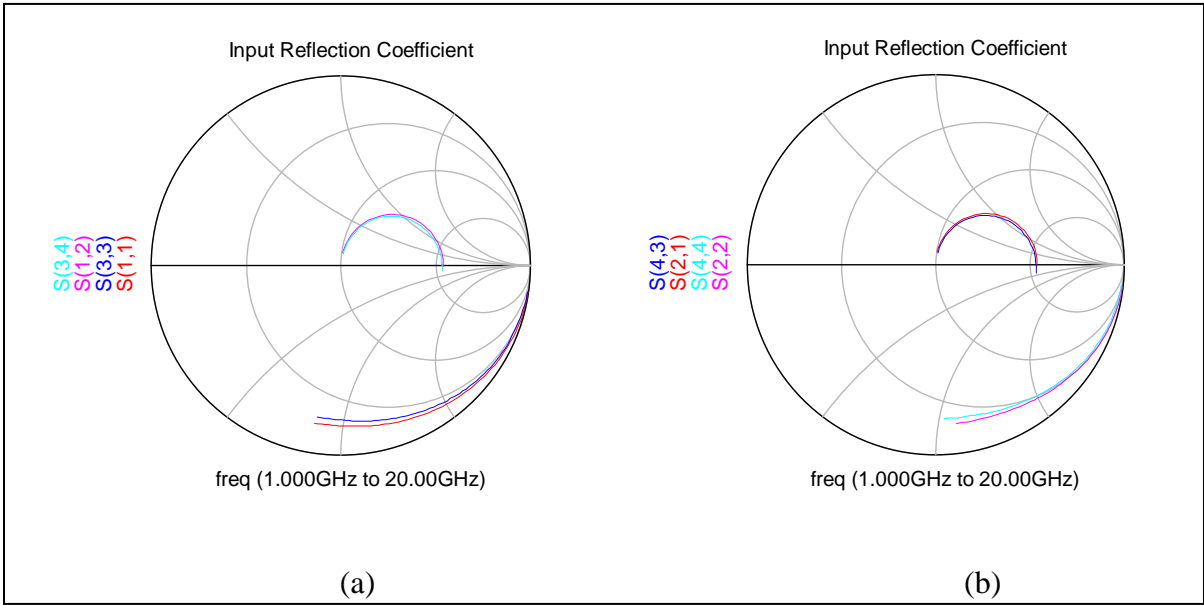 Input Reflection Coefficient
S(3,4)
S(1,2)
S(3,3)
S(1,1)
freq (1.000GHz to 20.00GHz)
(a)
Input Reflection Coefficient
S(4,3)
S(2,1)
S(4,4)
S(2,2)
freq (1.000GHz to 20.00GHz)
(b)